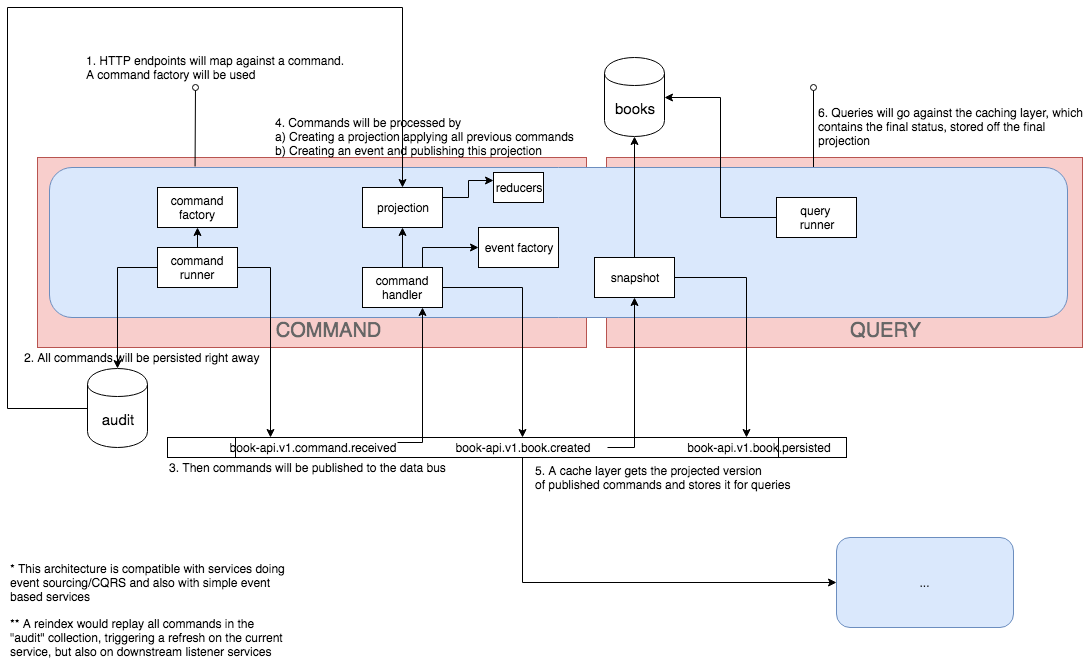 1. HTTP endpoints will map against a command.
A command factory will be used
books
6. Queries will go against the caching layer, which
contains the final status, stored off the final
projection
4. Commands will be processed by
a) Creating a projection applying all previous commands
b) Creating an event and publishing this projection
command
factory
projection
reducers
query
runner
command
runner
event factory
command
handler
snapshot
COMMAND
QUERY
2. All commands will be persisted right away
audit
book-api.v1.command.received
book-api.v1.book.created
book-api.v1.book.persisted
3. Then commands will be published to the data bus
5. A cache layer gets the projected version
of published commands and stores it for queries
* This architecture is compatible with services doing
event sourcing/CQRS and also with simple event
based services
...
** A reindex would replay all commands in the
"audit" collection, triggering a refresh on the current
service, but also on downstream listener services